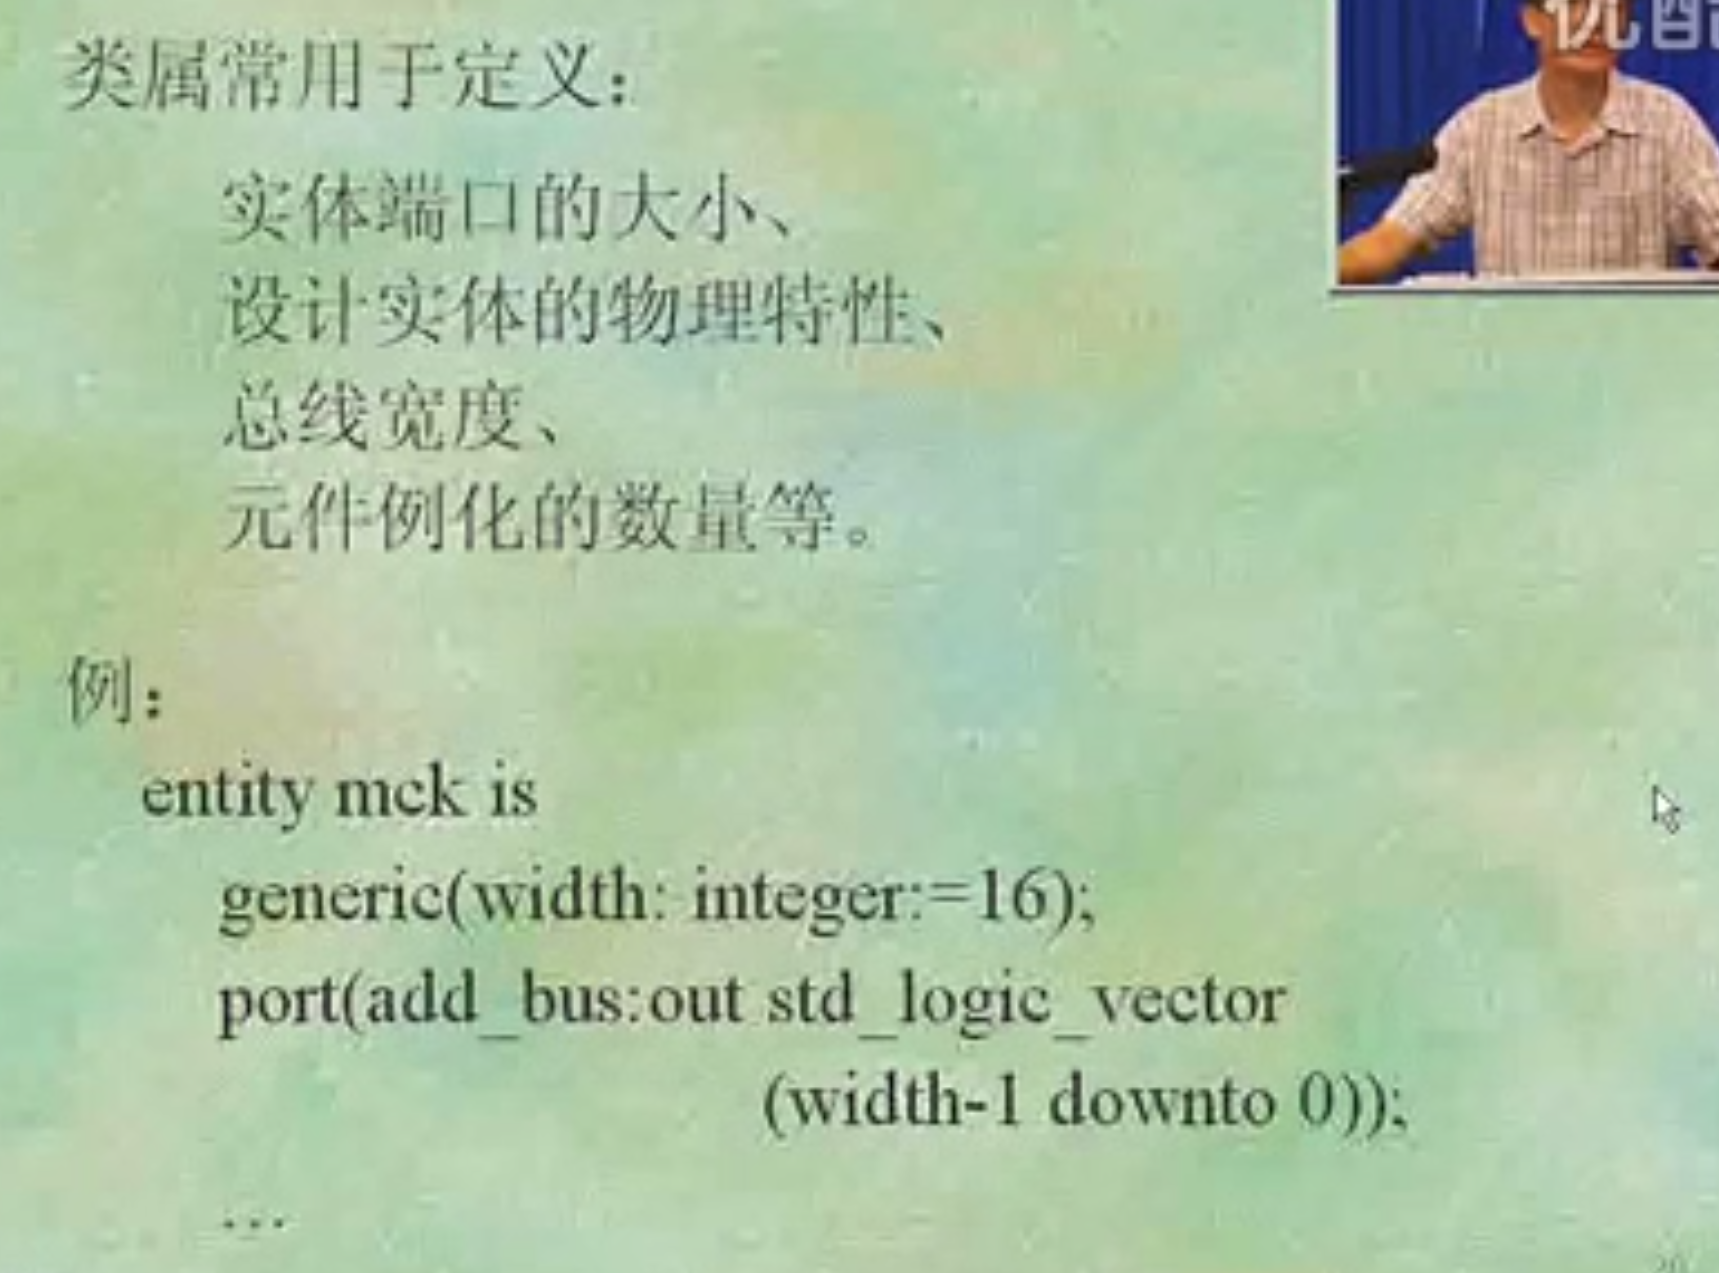 类属常用于定义：
实体端口的大小、
设计实体的物理特性、
总线宽度、
元件例化的数量等。
例：
entity mck is
generic(width: integer:=16);
port(add_bus:out std_logic_vector
(width-1 downto 0));
...